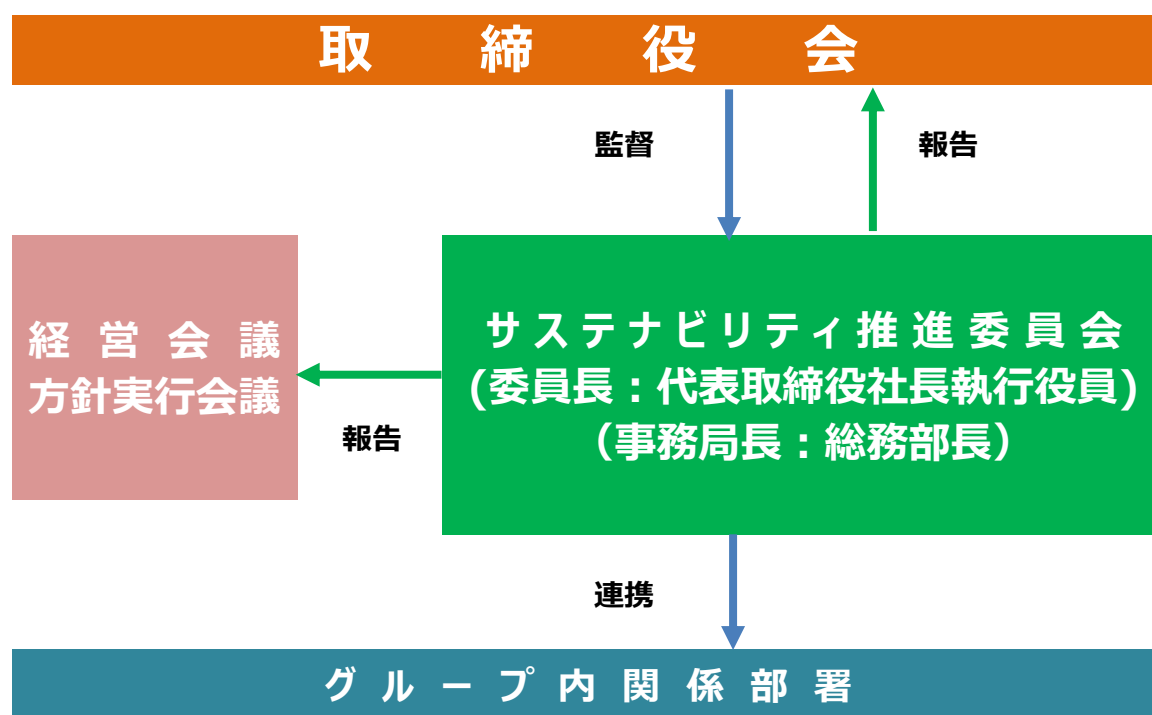 取締役会
監督
報告
経営会議
方針実行会議
サステナビリティ推進委員会
(委員長：代表取締役社長執行役員)
（事務局長：総務部長）
報告
連携
グループ内関係部署